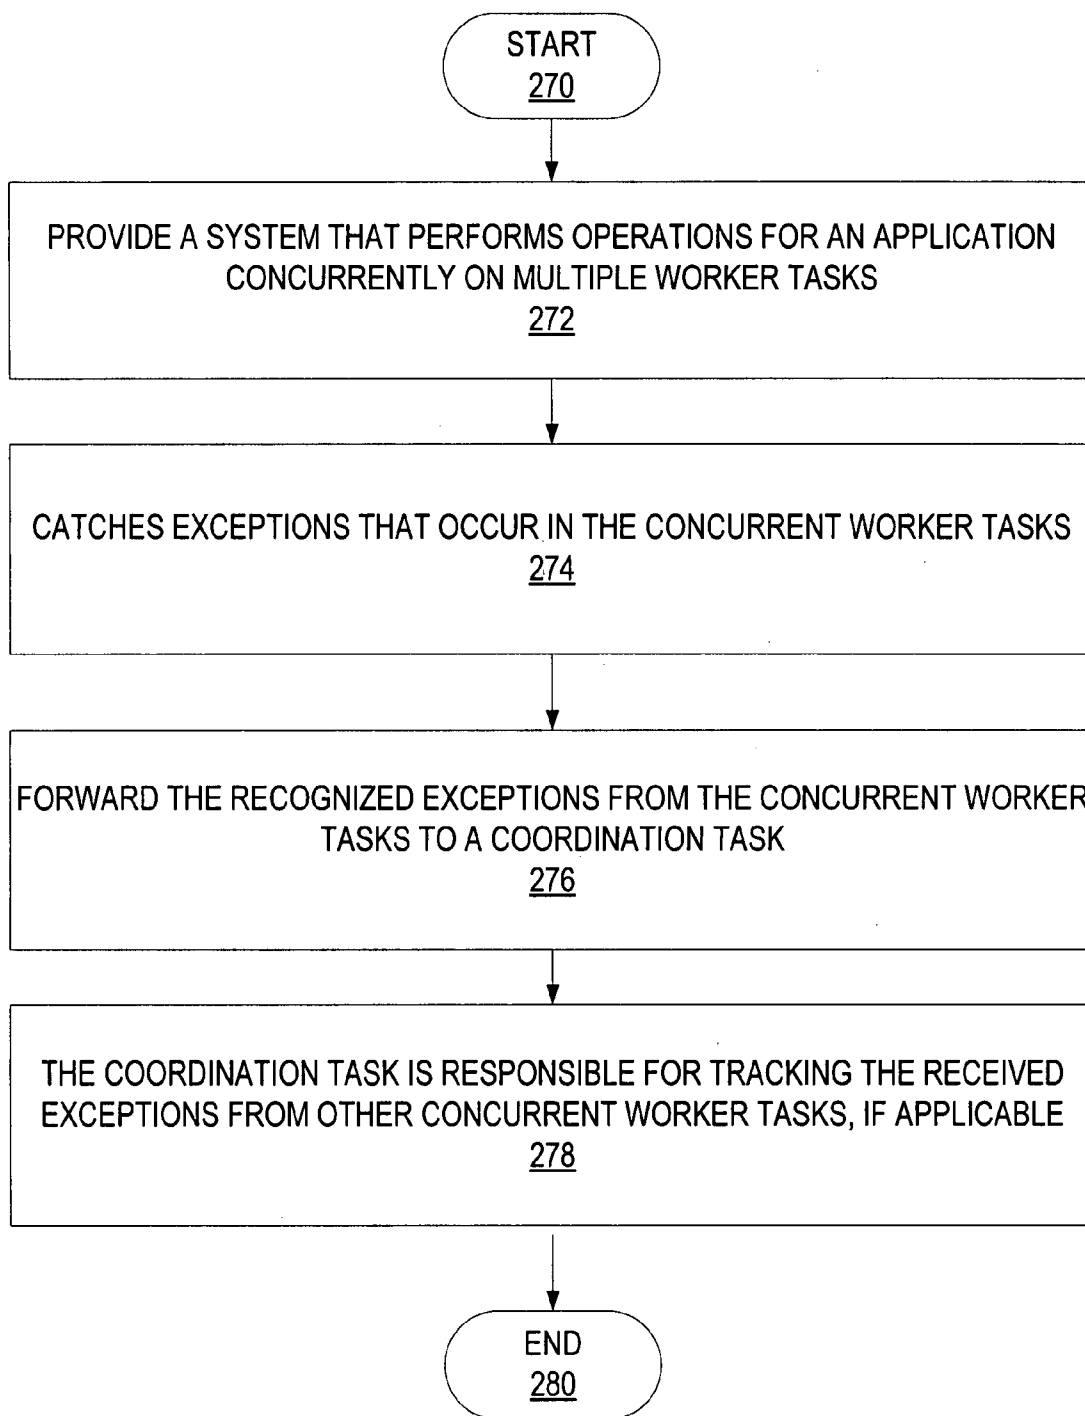 START
270
PROVIDE A SYSTEM THAT PERFORMS OPERATIONS FOR AN APPLICATION
CONCURRENTLY ON MULTIPLE WORKER TASKS
272
CATCHES EXCEPTIONS THAT OCCUR IN THE CONCURRENT WORKER TASKS
274
FORWARD THE RECOGNIZED EXCEPTIONS FROM THE CONCURRENT WORKER
TASKS TO A COORDINATION TASK
276
THE COORDINATION TASK IS RESPONSIBLE FOR TRACKING THE RECEIVED
EXCEPTIONS FROM OTHER CONCURRENT WORKER TASKS, IF APPLICABLE
278
END
280